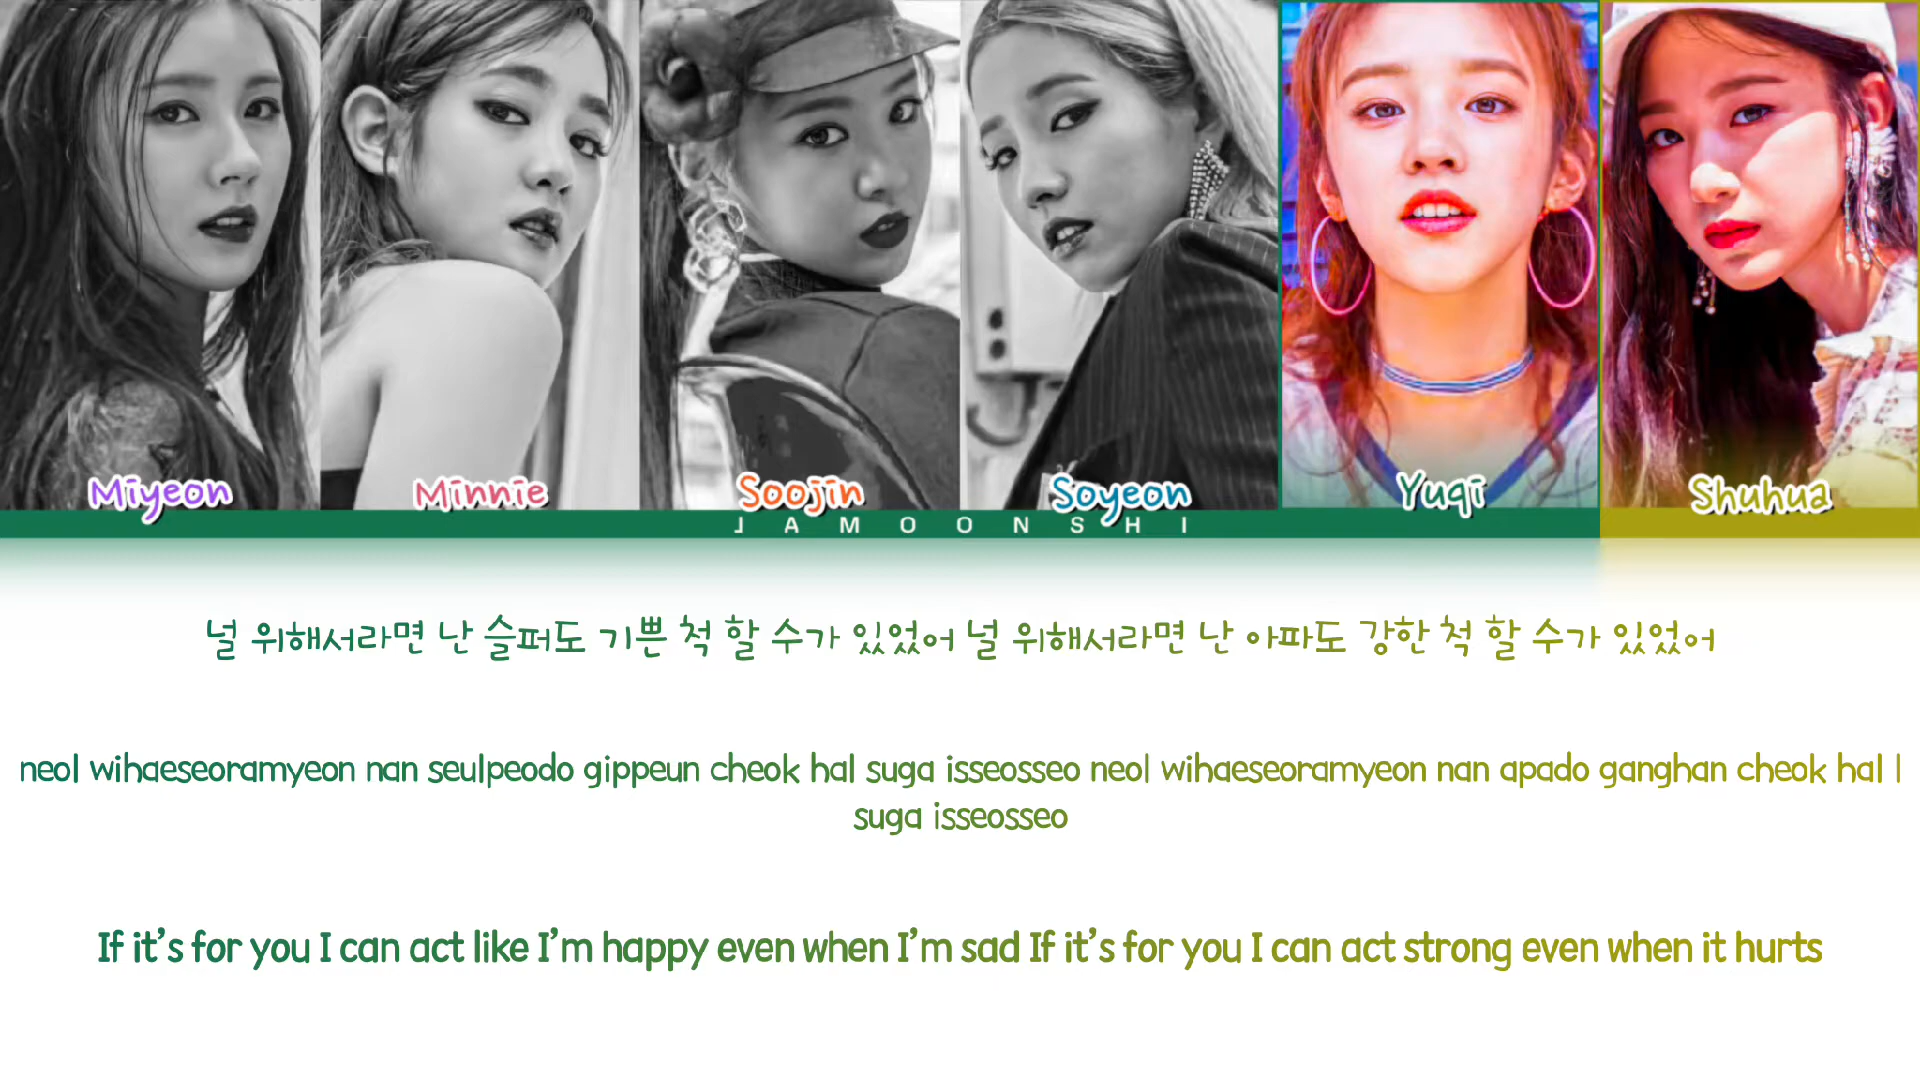 Miyeon
Minnie
Soojin
Soyeon
Yuqi
Shuhua
JAMOONSHI
널 위해서라면 난 슬퍼도 기쁜 척 할 수가 있었어 널 위해서라면 난 아파도 강한 척 할 수가 있었어
neol wihaeseoramyeon nan seulpeodo gippeun cheok hal suga isseosseo neol wihaeseoramyeon nan apado ganghan cheok hal |
suga isseosseo
If it's for you I can act like I'm happy even when I'm sad If it's for you I can act strong even when it hurts